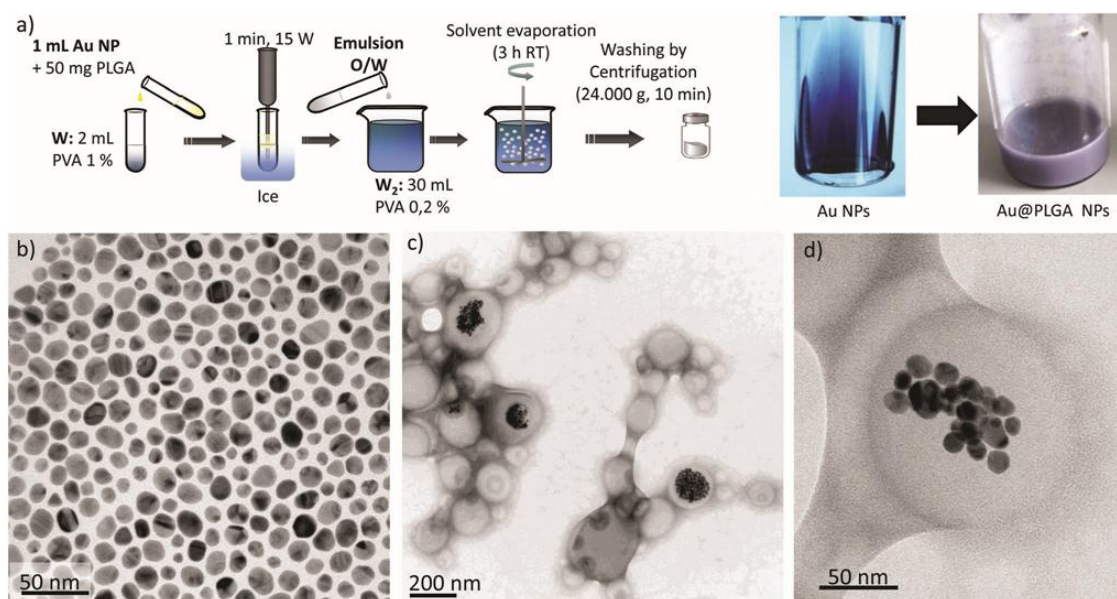 a)
1 mL Au NP
+ 50 mg PLGA
W: 2 mL
PVA 1 %
1 min, 15 W
Ice
Emulsion
O/W
W₂: 30 mL
PVA 0,2 %
Solvent evaporation
(3 h RT)
Washing by
Centrifugation
(24.000 g, 10 min)
Au NPs
Au@PLGA NPs
b)
50 nm
c)
200 nm
d)
50 nm